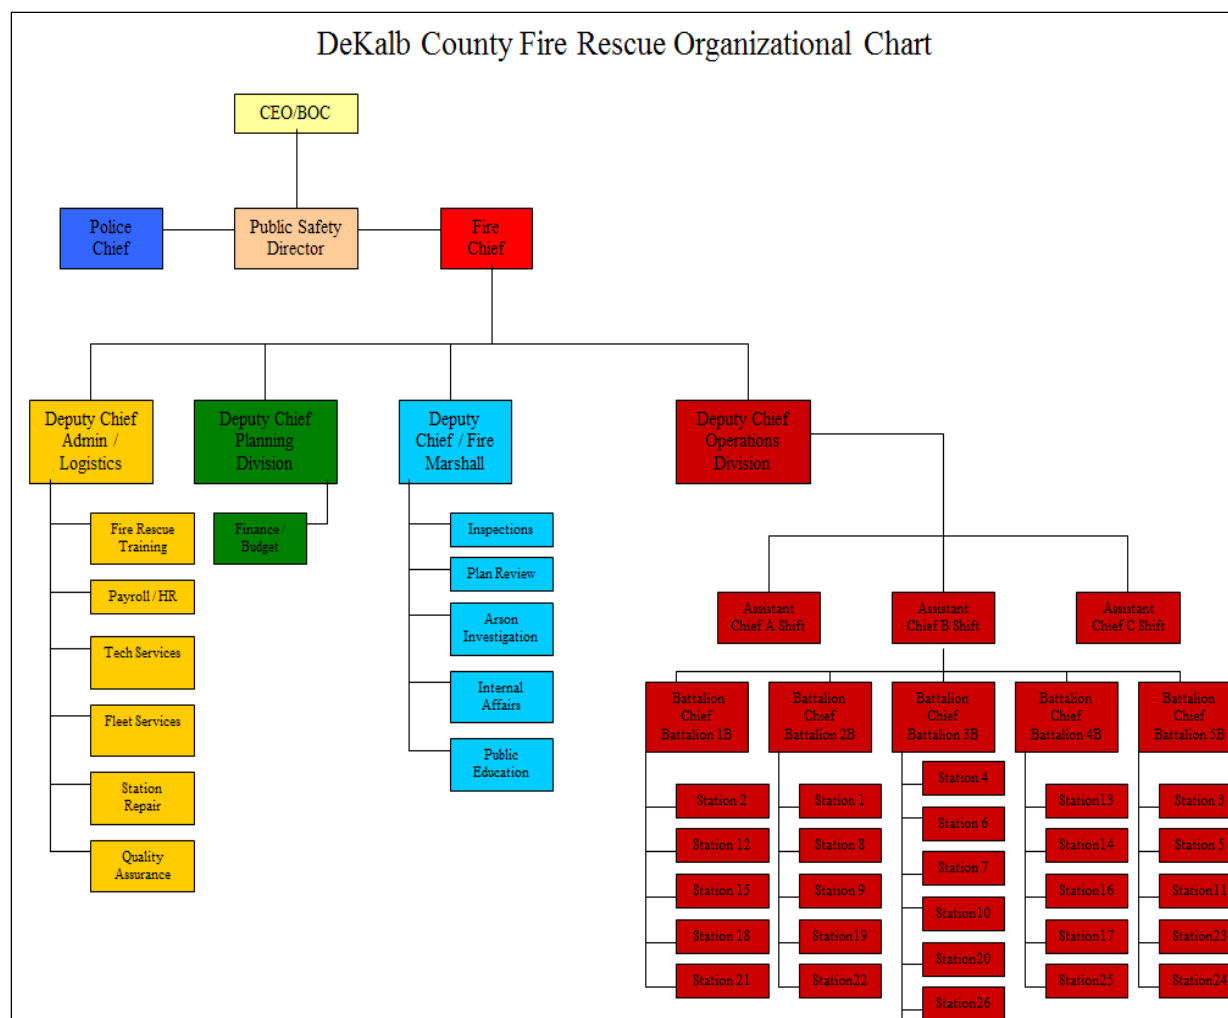 DeKalb County Fire Rescue Organizational Chart
CEO/BOC
Police
Chief
Public Safety
Director
Fire
Chief
Deputy Chief
Admin /
Logistics
Deputy Chief
Planning
Division
Deputy
Chief / Fire
Marshall
Deputy Chief
Operations
Division
Fire Rescue
Training
Payroll / HR
Tech Services
Fleet Services
Station
Repair
Quality
Assurance
Finance /
Budget
Inspections
Plan Review
Arson
Investigation
Internal
Affairs
Public
Education
Assistant
Chief A Shift
Assistant
Chief B Shift
Assistant
Chief C Shift
Battalion
Chief
Battalion 1B
Battalion
Chief
Battalion 2B
Battalion
Chief
Battalion 3B
Battalion
Chief
Battalion 4B
Battalion
Chief
Battalion 5B
Station 2
Station 12
Station 15
Station 18
Station 21
Station 1
Station 8
Station 9
Station19
Station22
Station 4
Station 6
Station 7
Station10
Station20
Station26
Station13
Station14
Station16
Station17
Station25
Station 3
Station 5
Station11
Station23
Station24